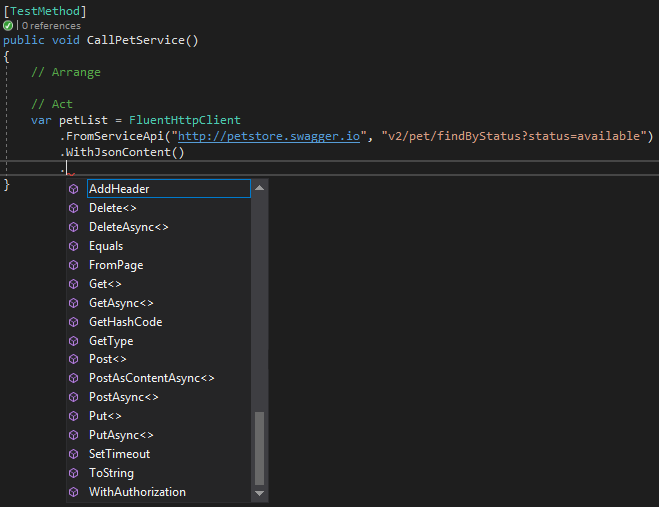 [TestMethod]
| 0 references
public void CallPetService()
{
// Arrange
// Act
var petList = FluentHttpClient
.FromServiceApi("http://petstore.swagger.io", "v2/pet/findByStatus?status=available")
.WithJsonContent()
.
}
AddHeader
Delete<>
DeleteAsync<>
Equals
FromPage
Get<>
GetAsync<>
GetHashCode
GetType
Post<>
PostAsContentAsync<>
PostAsync<>
Put<>
PutAsync<>
SetTimeout
ToString
WithAuthorization